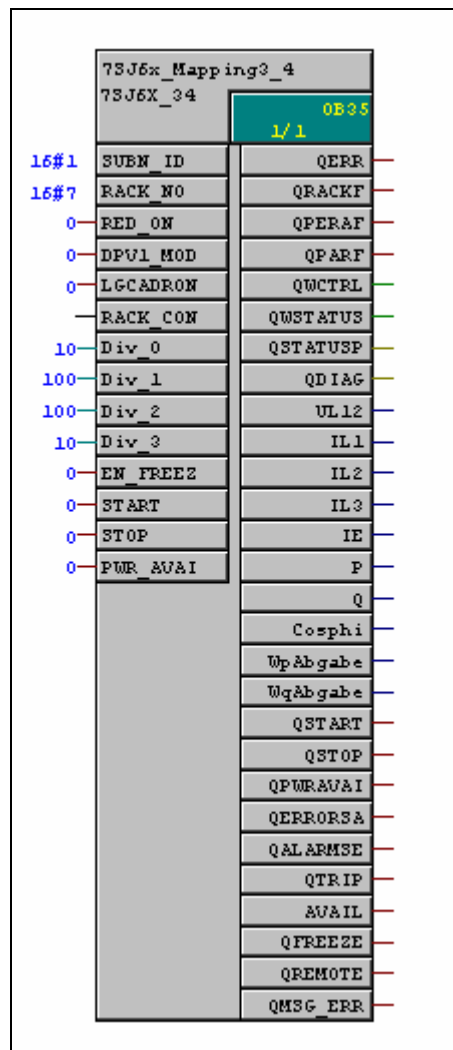 7SJ6x_Mapping3_4
7SJ6X_34
OB35
1/1
16#1 SUBN_ID QERR
16#7 RACK_NO QRACKF
0 RED_ON QPERAF
0 DPV1_MOD QPARF
0 LGCADRON QWCTRL
RACK_CON QWSTATUS
10 Div_0 QSTATUSP
100 Div_1 QDIAG
100 Div_2 UL12
10 Div_3 IL1
0 EN_FREEZ IL2
0 START IL3
0 STOP IE
0 PWR_AVAI P
Q
Cosphi
WpAbgabe
WqAbgabe
QSTART
QSTOP
QPWRAVAI
QERRORSA
QALARMSE
QTRIP
AVAIL
QFREEZE
QREMOTE
QMSG_ERR